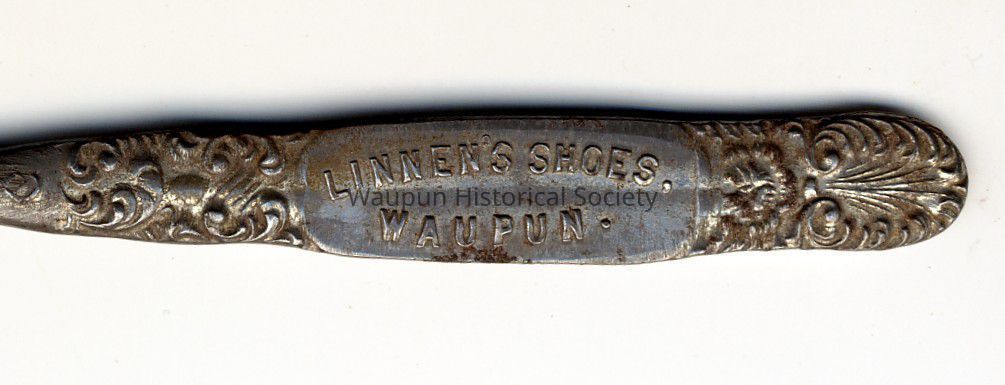 LINNEN'S SHOES,
Waupun Historical Society
WAUPUN.